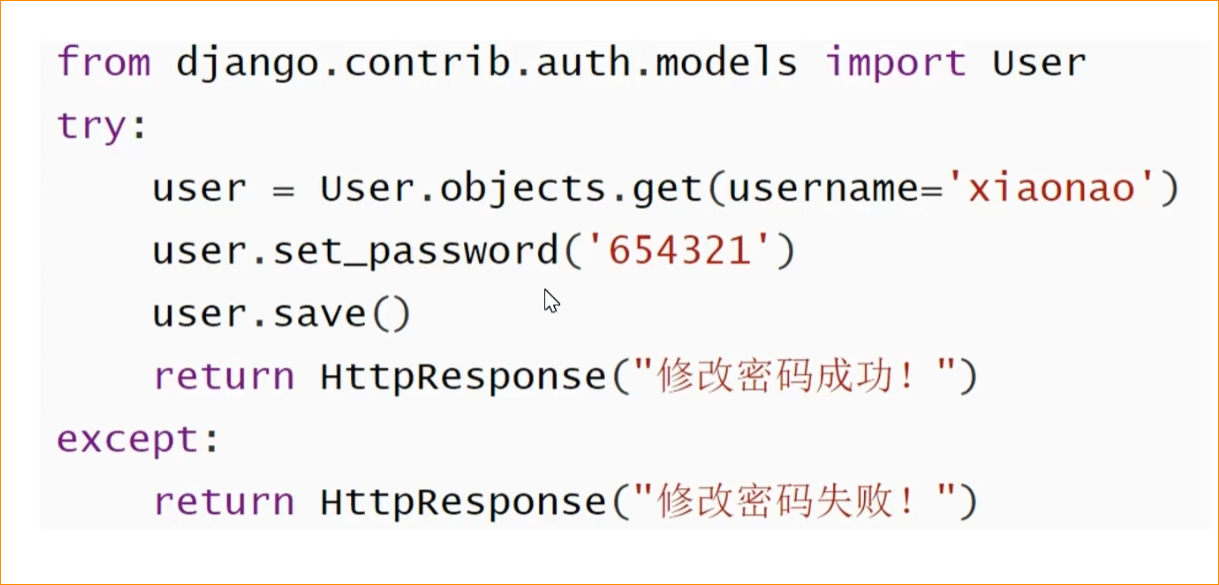 from django.contrib.auth.models import User
try:
    user = User.objects.get(username='xiaonao')
    user.set_password('654321')
    user.save()
    return HttpResponse("修改密码成功！")
except:
    return HttpResponse("修改密码失败！")